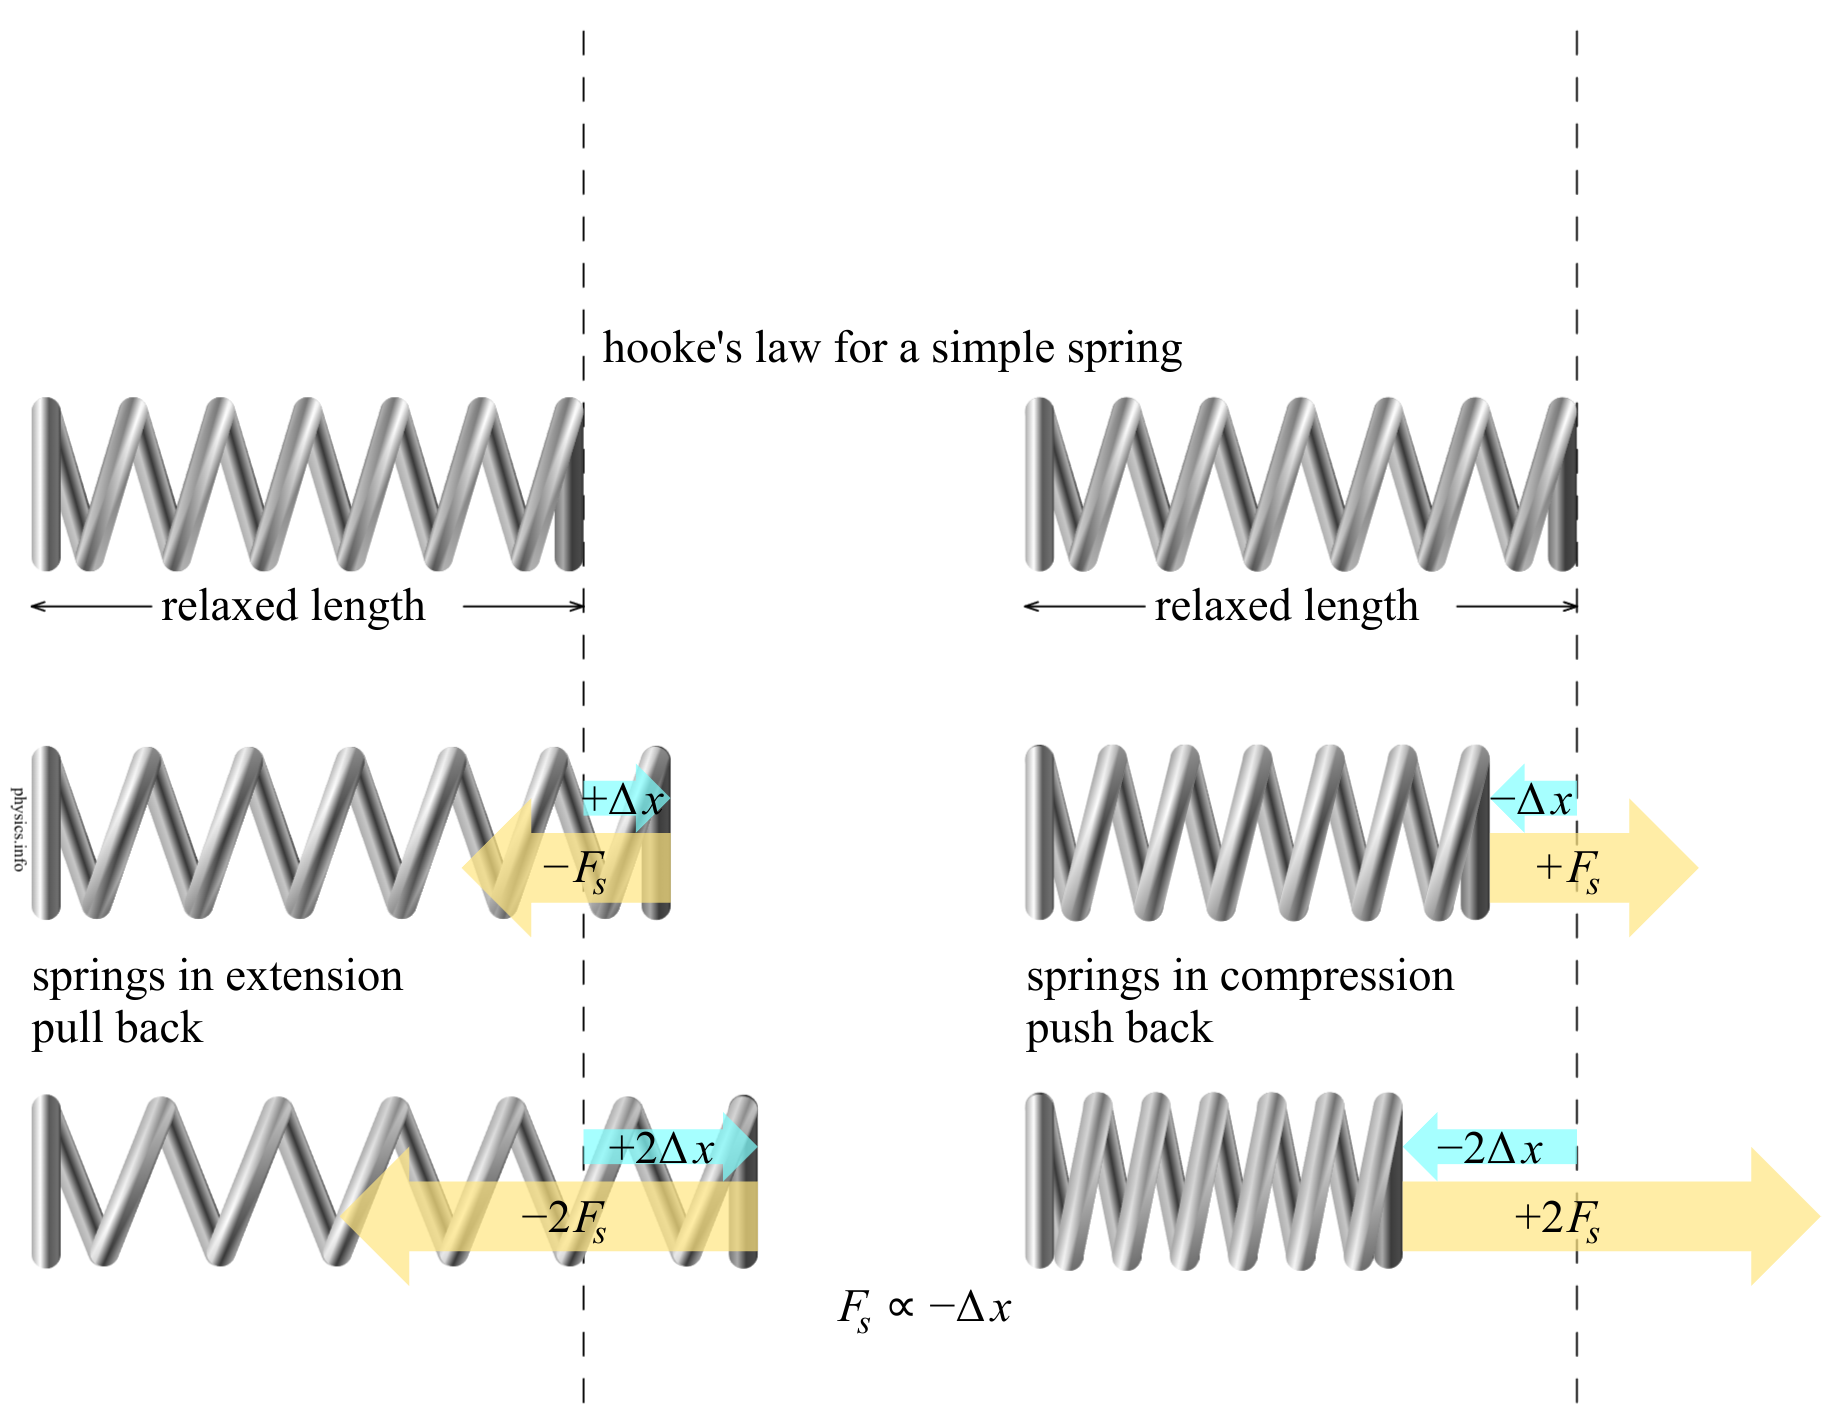 hooke's law for a simple spring
relaxed length
relaxed length
+Δx
−Fₛ
−Δx
+Fₛ
physics.info
springs in extension
pull back
springs in compression
push back
+2Δx
−2Fₛ
−2Δx
+2Fₛ
Fₛ ∝ −Δx